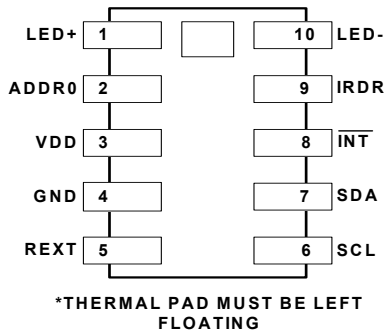 LED+ 1 10 LED-
ADDR0 2 9 IRDR
VDD 3 8 INT
GND 4 7 SDA
REXT 5 6 SCL
*THERMAL PAD MUST BE LEFT
FLOATING